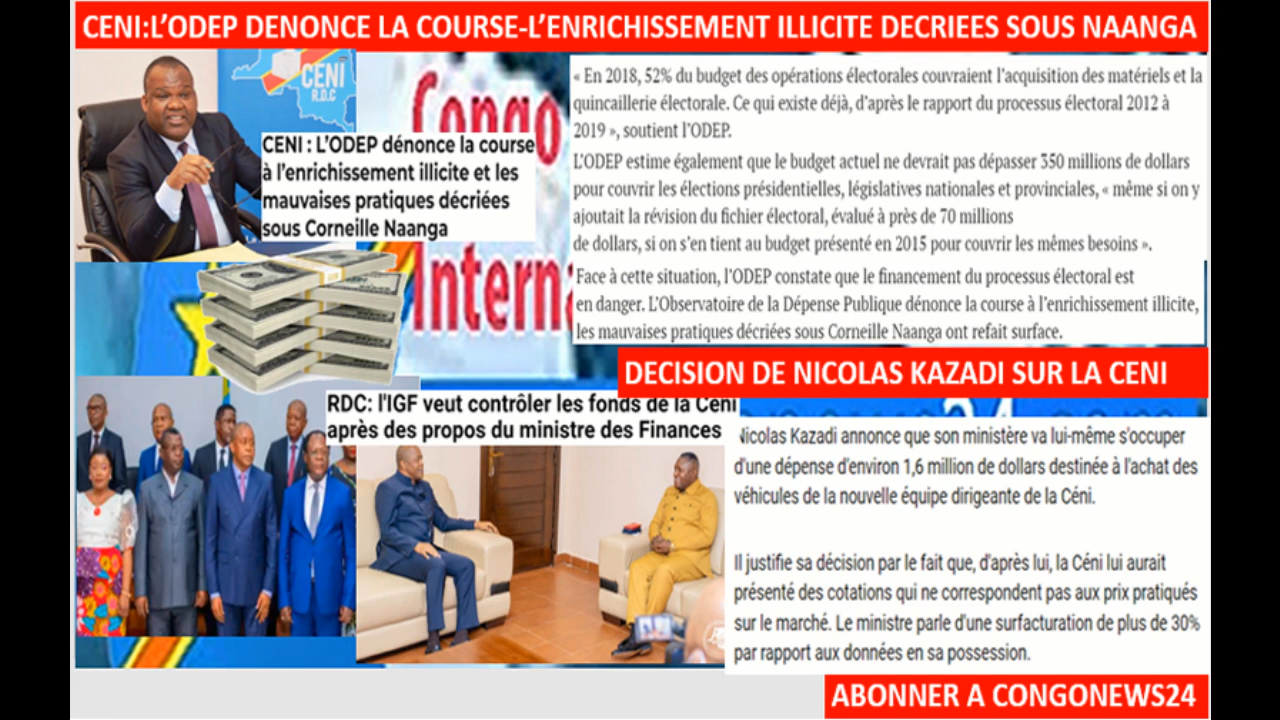 CENI:L'ODEP DENONCE LA COURSE-L'ENRICHISSEMENT ILLICITE DECRIEES SOUS NAANGA
CENI
R.D.C
CENI : L'ODEP dénonce la course
à l'enrichissement illicite et les
mauvaises pratiques décriées
sous Corneille Naanga
Congo
Interna
« En 2018, 52% du budget des opérations électorales couvraient l'acquisition des matériels et la
quincaillerie électorale. Ce qui existe déjà, d'après le rapport du processus électoral 2012 à
2019 », soutient l'ODEP.
L'ODEP estime également que le budget actuel ne devrait pas dépasser 350 millions de dollars
pour couvrir les élections présidentielles, législatives nationales et provinciales, « même si on y
ajoutait la révision du fichier électoral, évalué à près de 70 millions
de dollars, si on s'en tient au budget présenté en 2015 pour couvrir les mêmes besoins ».
Face à cette situation, l'ODEP constate que le financement du processus électoral est
en danger. L'Observatoire de la Dépense Publique dénonce la course à l'enrichissement illicite,
les mauvaises pratiques décriées sous Corneille Naanga ont refait surface.
DECISION DE NICOLAS KAZADI SUR LA CENI
RDC: l'IGF veut contrôler les fonds de la Ceni
après des propos du ministre des Finances
Nicolas Kazadi annonce que son ministère va lui-même s'occuper
d'une dépense d'environ 1,6 million de dollars destinée à l'achat des
véhicules de la nouvelle équipe dirigeante de la Céni.
Il justifie sa décision par le fait que, d'après lui, la Céni lui aurait
présenté des cotations qui ne correspondent pas aux prix pratiqués
sur le marché. Le ministre parle d'une surfacturation de plus de 30%
par rapport aux données en sa possession.
ABONNER A CONGONEWS24